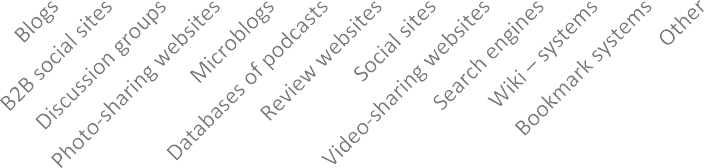 Blogs
B2B social sites
Discussion groups
Photo-sharing websites
Microblogs
Databases of podcasts
Review websites
Social sites
Video-sharing websites
Search engines
Wiki – systems
Bookmark systems
Other